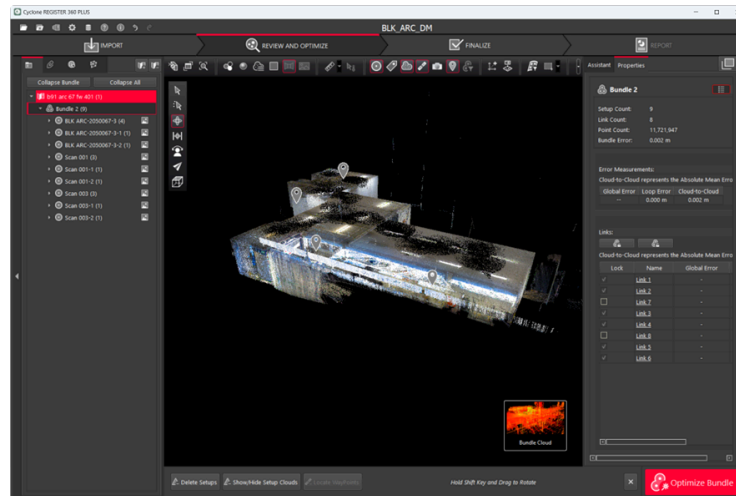 Cyclone REGISTER 360 PLUS
BLK_ARC_DM
IMPORT
REVIEW AND OPTIMIZE
FINALIZE
REPORT
Collapse Bundle
Collapse All
b91 arc 67 fw 401 (1)
Bundle 2 (9)
BLK ARC-2050067-3 (4)
BLK ARC-2050067-3-1 (1)
BLK ARC-2050067-3-2 (1)
Scan 001 (3)
Scan 001-1 (1)
Scan 001-2 (1)
Scan 003 (3)
Scan 003-1 (1)
Scan 003-2 (1)
Bundle Cloud
Delete Setups
Show/Hide Setup Clouds
Hold Shift Key and Drag to Rotate
Assistant Properties
Bundle 2
Setup Count: 9
Link Count: 8
Point Count: 11,721,947
Bundle Error: 0.002 m
Error Measurements:
Cloud-to-Cloud represents the Absolute Mean Erro
Global Error Loop Error Cloud-to-Cloud
-- 0.000 m 0.002 m
Links:
Cloud-to-Cloud represents the Absolute Mean Erro
Lock Name Global Error
Link 1 -
Link 2 -
Link 7 -
Link 3 -
Link 4 -
Link 8 -
Link 5 -
Link 6 -
Optimize Bundle